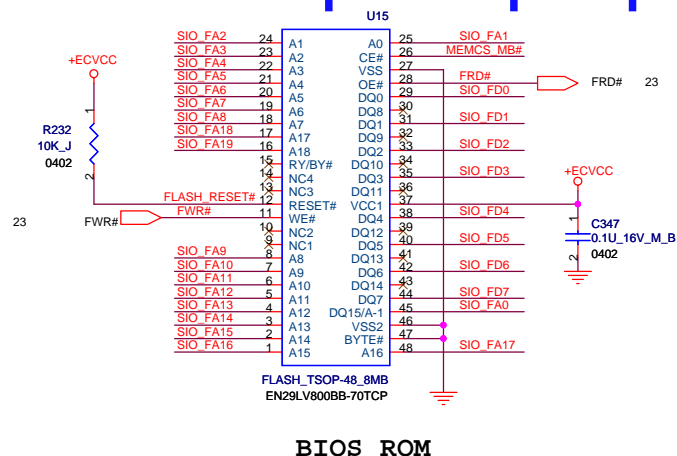 U15
SIO_FA2 24 A1 A0 25 SIO_FA1
SIO_FA3 23 A2 CE# 26 MEMCS_MB#
SIO_FA4 22 A3 VSS 27
SIO_FA5 21 A4 OE# 28 FRD# FRD# 23
SIO_FA6 20 A5 DQ0 29 SIO_FD0
SIO_FA7 19 A6 DQ8 30
SIO_FA8 18 A7 DQ1 31 SIO_FD1
SIO_FA18 17 A17 DQ9 32
SIO_FA19 16 A18 DQ2 33 SIO_FD2
15 RY/BY# DQ10 34
14 NC4 DQ3 35 SIO_FD3
13 NC3 DQ11 36
FLASH_RESET# 12 RESET# VCC1 37
23 FWR# FWR# 11 WE# DQ4 38 SIO_FD4
10 NC2 DQ12 39
9 NC1 DQ5 40 SIO_FD5
SIO_FA9 8 A8 DQ13 41
SIO_FA10 7 A9 DQ6 42 SIO_FD6
SIO_FA11 6 A10 DQ14 43
SIO_FA12 5 A11 DQ7 44 SIO_FD7
SIO_FA13 4 A12 DQ15/A-1 45 SIO_FA0
SIO_FA14 3 A13 VSS2 46
SIO_FA15 2 A14 BYTE# 47
SIO_FA16 1 A15 A16 48 SIO_FA17
+ECVCC
1
R232
10K_J
0402
2
+ECVCC
1
C347
0.1U_16V_M_B
0402
2
FLASH_TSOP-48_8MB
EN29LV800BB-70TCP
BIOS ROM